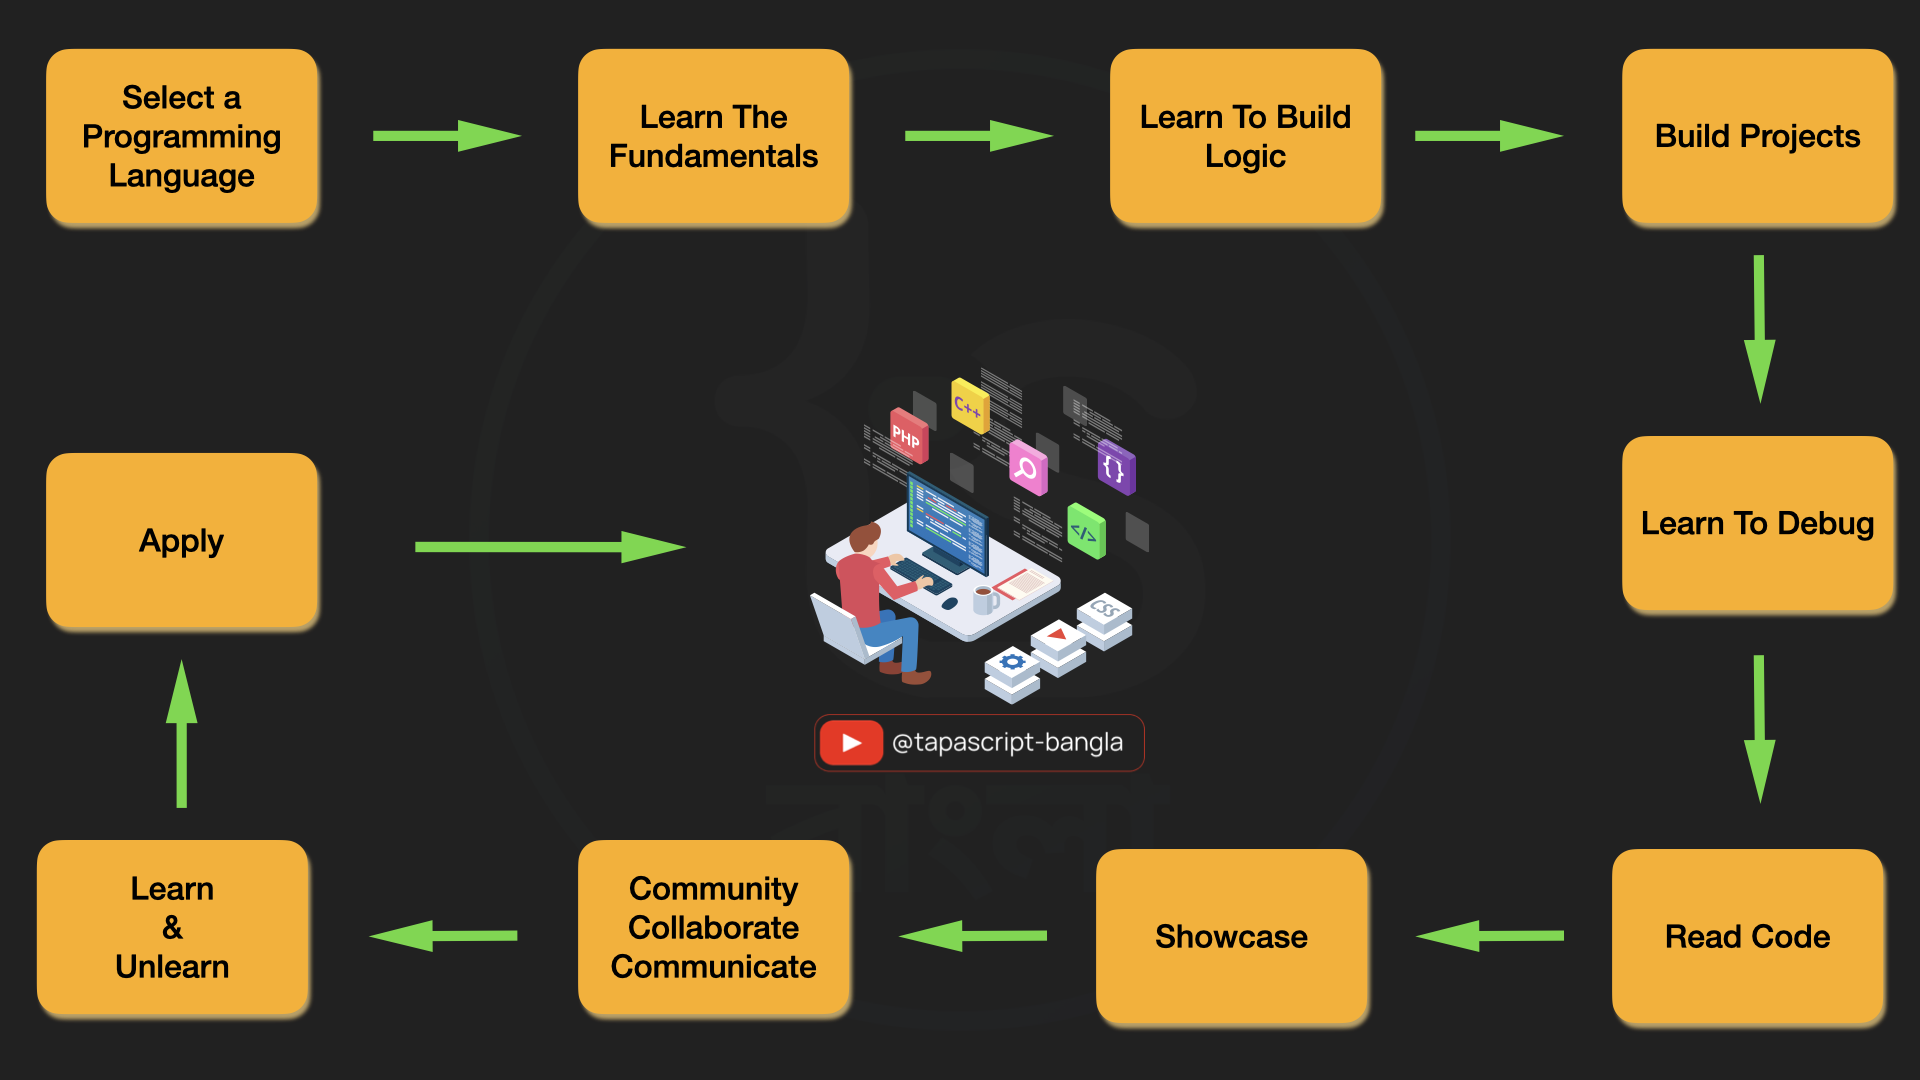 Select a
Programming
Language
Learn The
Fundamentals
Learn To Build
Logic
Build Projects
Learn To Debug
Read Code
Showcase
Community
Collaborate
Communicate
Learn
&
Unlearn
Apply
C++
PHP
{}
</>
CSS
@tapascript-bangla
বাংলা